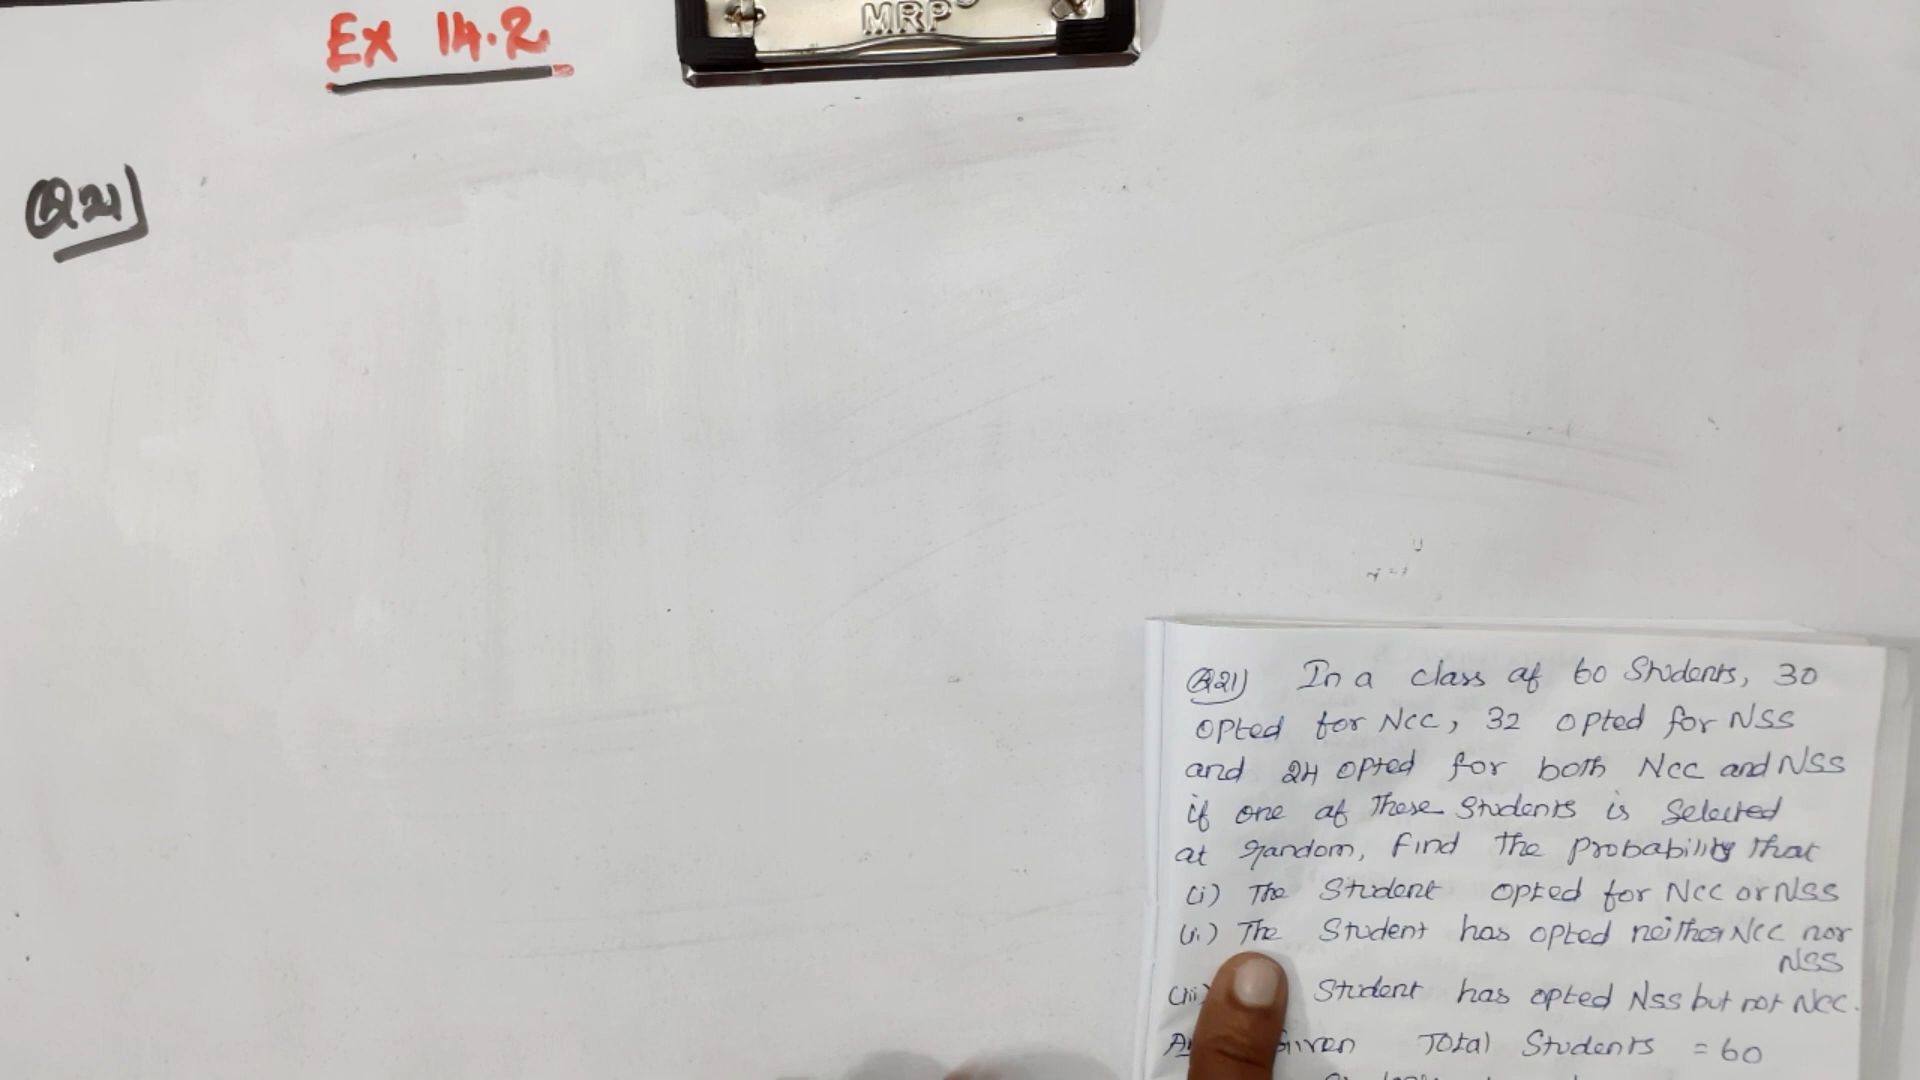 Ex 14.2
MRP
Q21)
Q21) In a class of 60 Students, 30
opted for NCC, 32 opted for NSS
and 24 opted for both NCC and NSS
if one of These Students is Selected
at random, find the probability that
(i) The Student opted for NCC or NSS
(ii) The Student has opted neither NCC nor
NSS
(iii) Student has opted NSS but not NCC.
Given Total Students = 60